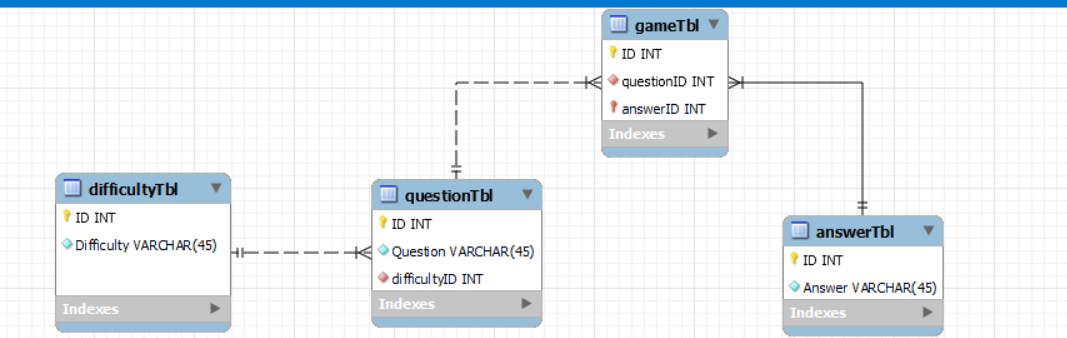 gameTbl
ID INT
questionID INT
answerID INT
Indexes
difficultyTbl
ID INT
Difficulty VARCHAR(45)
Indexes
questionTbl
ID INT
Question VARCHAR(45)
difficultyID INT
Indexes
answerTbl
ID INT
Answer VARCHAR(45)
Indexes